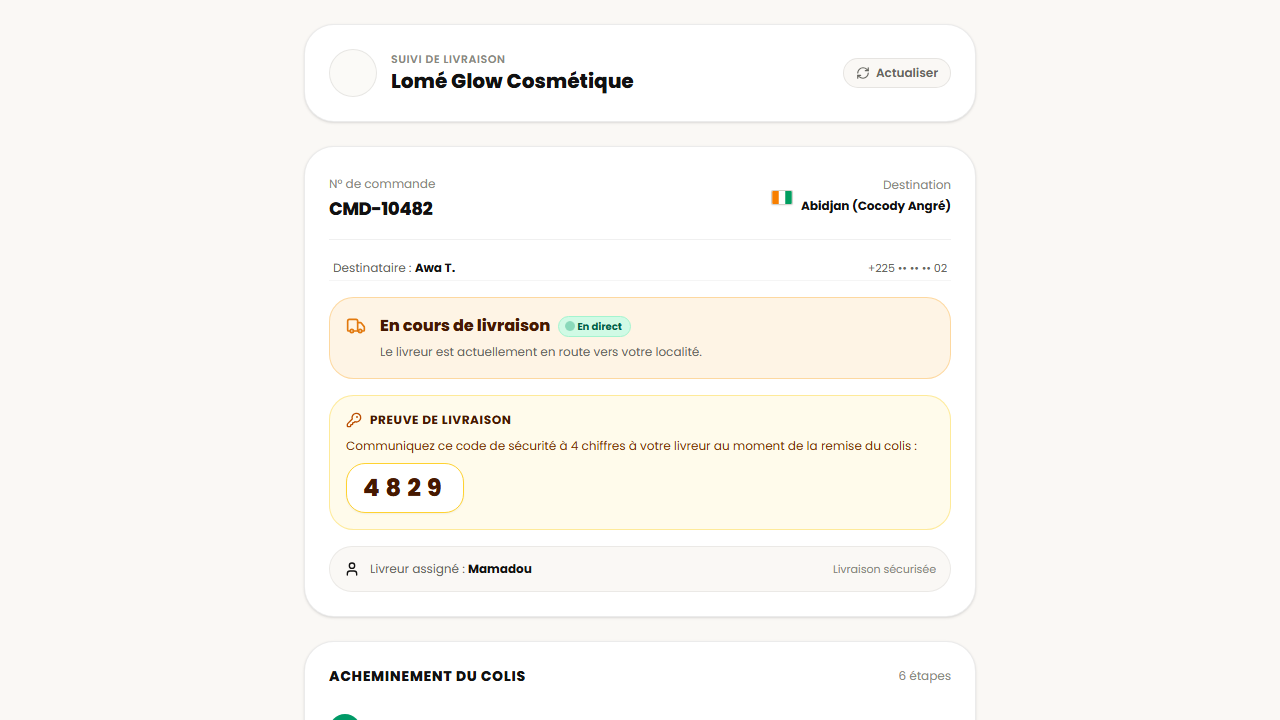 SUIVI DE LIVRAISON
Lomé Glow Cosmétique
Actualiser
N° de commande
CMD-10482
Destination
Abidjan (Cocody Angré)
Destinataire : Awa T.
+225 •• •• •• 02
En cours de livraison
En direct
Le livreur est actuellement en route vers votre localité.
PREUVE DE LIVRAISON
Communiquez ce code de sécurité à 4 chiffres à votre livreur au moment de la remise du colis :
4829
Livreur assigné : Mamadou
Livraison sécurisée
ACHEMINEMENT DU COLIS
6 étapes